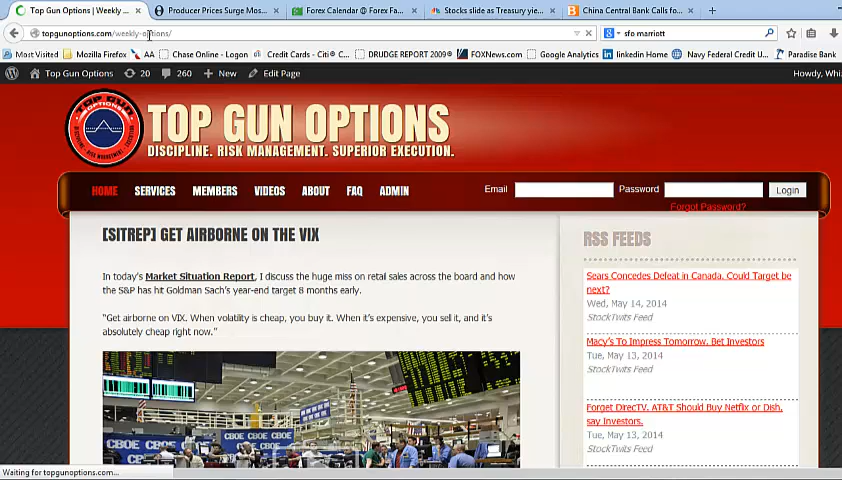 Top Gun Options | Weekly ...
Producer Prices Surge Mos...
Forex Calendar @ Forex Fa...
Stocks slide as Treasury yie...
China Central Bank Calls fo...
topgunoptions.com/weekly-options/
sfo marriott
Most Visited
Mozilla Firefox
AA
Chase Online - Logon
Credit Cards - Citi® C...
DRUDGE REPORT 2009®
FOXNews.com
Google Analytics
linkedin Home
Navy Federal Credit U...
Paradise Bank
Top Gun Options
20
260
New
Edit Page
Howdy, Whi
TOP GUN OPTIONS
DISCIPLINE. RISK MANAGEMENT. SUPERIOR EXECUTION.
HOME
SERVICES
MEMBERS
VIDEOS
ABOUT
FAQ
ADMIN
Email
Password
Login
Forgot Password?
[SITREP] GET AIRBORNE ON THE VIX
In today's Market Situation Report, I discuss the huge miss on retail sales across the board and how
the S&P has hit Goldman Sach's year-end target 8 months early.
"Get airborne on VIX. When volatility is cheap, you buy it. When it's expensive, you sell it, and it's
absolutely cheap right now."
CBOE CBOE CBOE
RSS FEEDS
Sears Concedes Defeat in Canada. Could Target be
next?
Wed, May 14, 2014
StockTwits Feed
Macy's To Impress Tomorrow, Bet Investors
Tue, May 13, 2014
StockTwits Feed
Forget DirecTV. AT&T Should Buy Netflix or Dish,
say Investors.
Tue, May 13, 2014
StockTwits Feed
Waiting for topgunoptions.com...